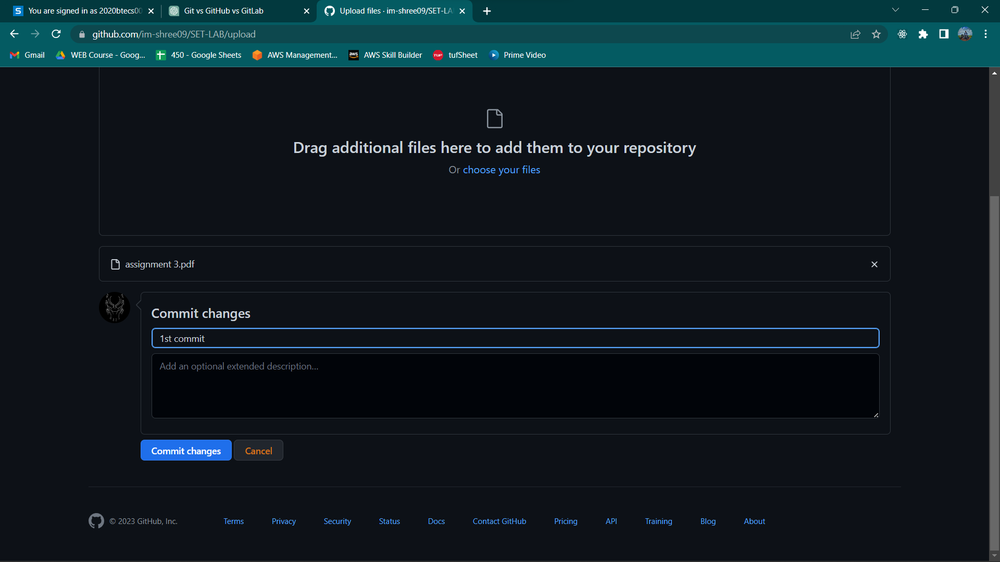 You are signed in as 2020btecs00
Git vs GitHub vs GitLab
Upload files · im-shree09/SET-LA
github.com/im-shree09/SET-LAB/upload
Gmail
WEB Course - Goog...
450 - Google Sheets
AWS Management...
aws
AWS Skill Builder
TUF
tufSheet
Prime Video
Drag additional files here to add them to your repository
Or choose your files
assignment 3.pdf
Commit changes
1st commit
Add an optional extended description...
Commit changes
Cancel
© 2023 GitHub, Inc.
Terms
Privacy
Security
Status
Docs
Contact GitHub
Pricing
API
Training
Blog
About